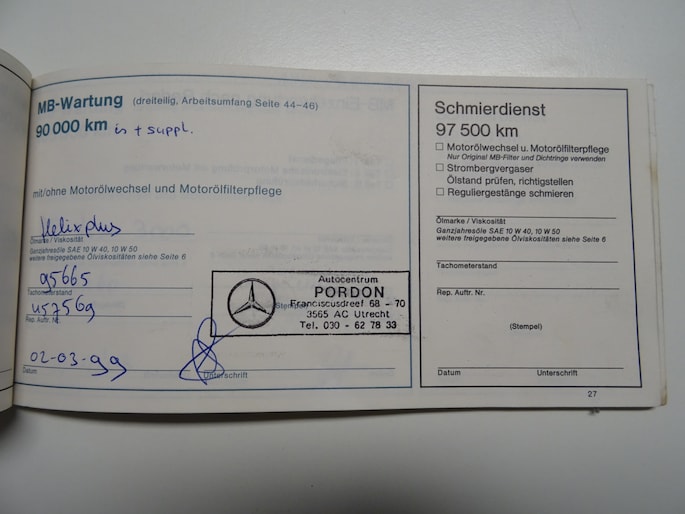 MB-Wartung (dreiteilig, Arbeitsumfang Seite 44–46)
90 000 km is + suppl.
mit/ohne Motorölwechsel und Motorölfilterpflege
Helix plus
Ölmarke / Viskosität
Ganzjahresöle SAE 10 W 40, 10 W 50
weitere freigegebene Ölviskositäten siehe Seite 6
95665
Tachometerstand
457569
Rep. Auftr. Nr.
(Stempel)
Autocentrum
PORDON
Franciscusdreef 68 - 70
3565 AC Utrecht
Tel. 030 - 62 78 33
02-03-99
Datum Unterschrift
Schmierdienst
97 500 km
☐ Motorölwechsel u. Motorölfilterpflege
Nur Original MB-Filter und Dichtringe verwenden
☐ Strombergvergaser
Ölstand prüfen, richtigstellen
☐ Reguliergestänge schmieren
Ölmarke / Viskosität
Ganzjahresöle SAE 10 W 40, 10 W 50
weitere freigegebene Ölviskositäten siehe Seite 6
Tachometerstand
Rep. Auftr. Nr.
(Stempel)
Datum Unterschrift
27